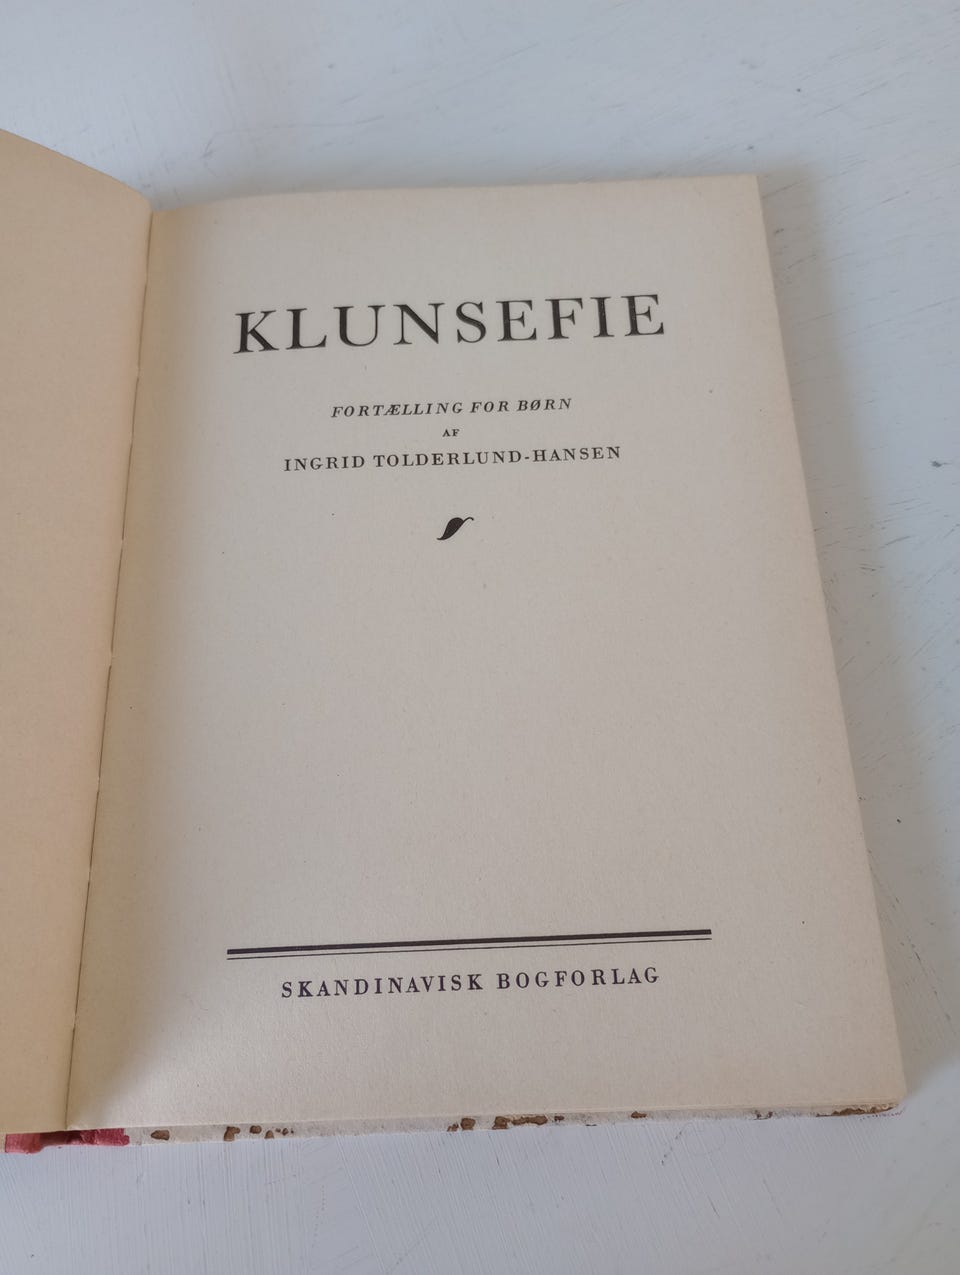 KLUNSEFIE
FORTÆLLING FOR BØRN
AF
INGRID TOLDERLUND-HANSEN
SKANDINAVISK BOGFORLAG